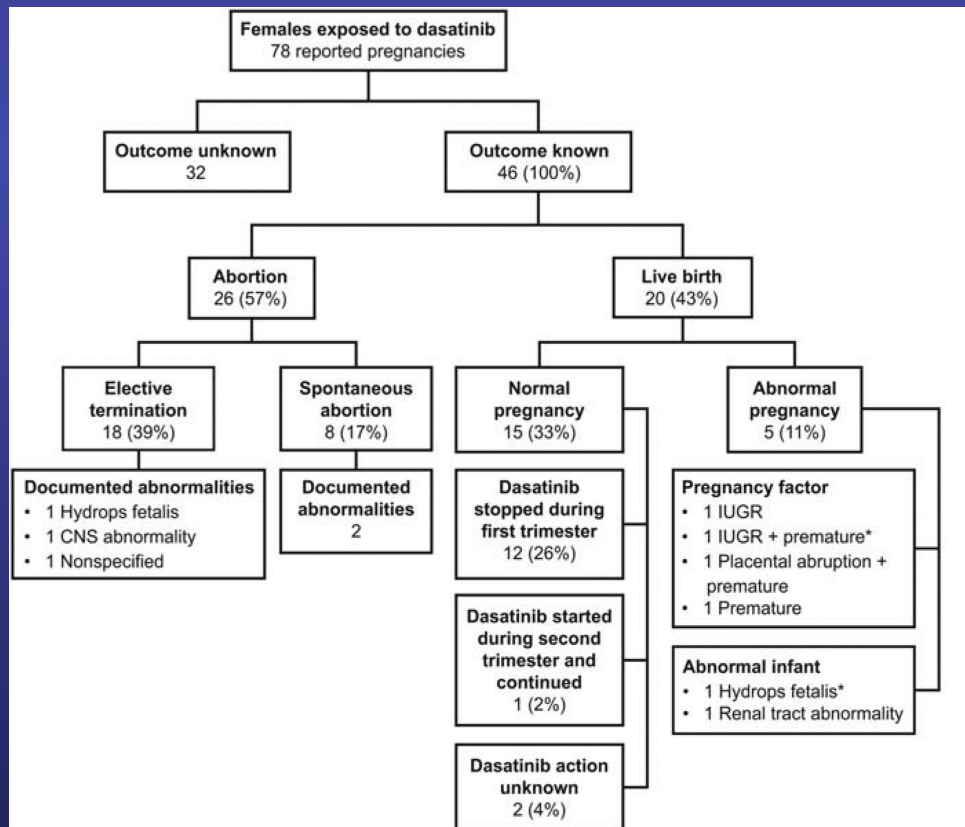 Females exposed to dasatinib
78 reported pregnancies
Outcome unknown
32
Outcome known
46 (100%)
Abortion
26 (57%)
Live birth
20 (43%)
Elective
termination
18 (39%)
Spontaneous
abortion
8 (17%)
Normal
pregnancy
15 (33%)
Abnormal
pregnancy
5 (11%)
Documented abnormalities
• 1 Hydrops fetalis
• 1 CNS abnormality
• 1 Nonspecified
Documented
abnormalities
2
Dasatinib
stopped during
first trimester
12 (26%)
Dasatinib started
during second
trimester and
continued
1 (2%)
Dasatinib action
unknown
2 (4%)
Pregnancy factor
• 1 IUGR
• 1 IUGR + premature*
• 1 Placental abruption +
premature
• 1 Premature
Abnormal infant
• 1 Hydrops fetalis*
• 1 Renal tract abnormality